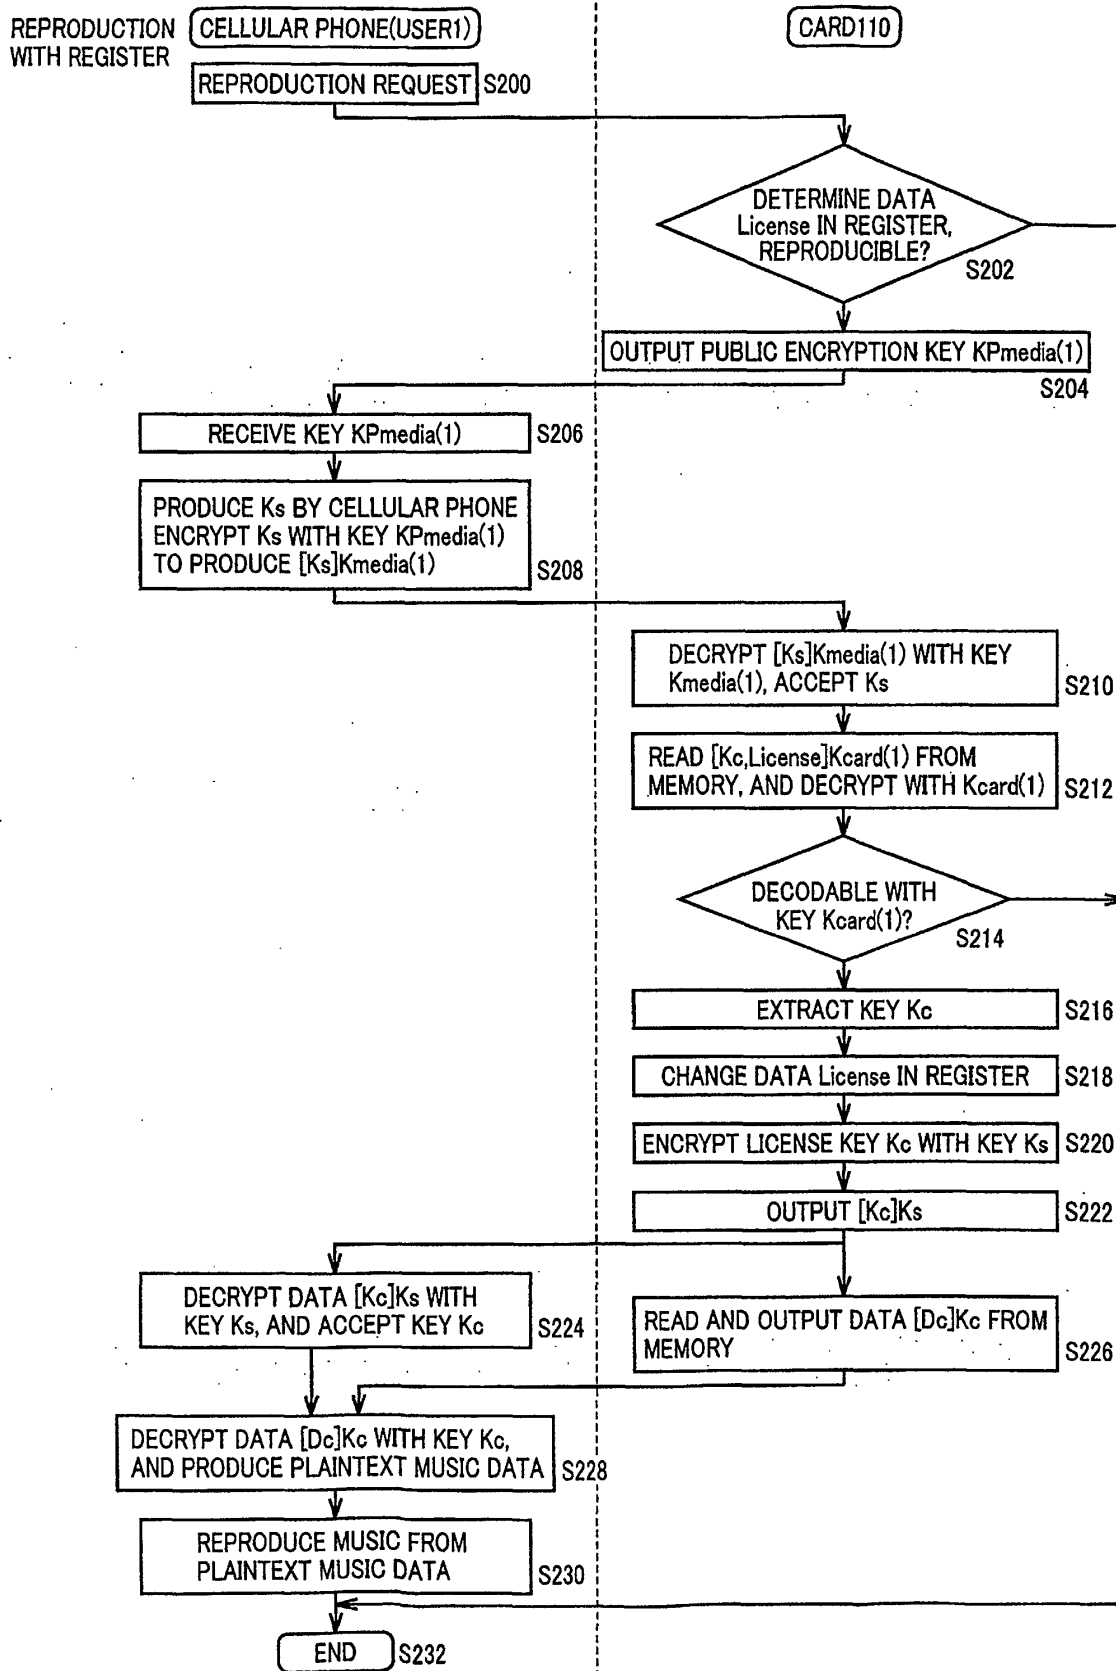 REPRODUCTION
WITH REGISTER
CELLULAR PHONE(USER1)
CARD110
REPRODUCTION REQUEST
S200
DETERMINE DATA
License IN REGISTER,
REPRODUCIBLE?
S202
OUTPUT PUBLIC ENCRYPTION KEY KPmedia(1)
S204
RECEIVE KEY KPmedia(1)
S206
PRODUCE Ks BY CELLULAR PHONE
ENCRYPT Ks WITH KEY KPmedia(1)
TO PRODUCE [Ks]Kmedia(1)
S208
DECRYPT [Ks]Kmedia(1) WITH KEY
Kmedia(1), ACCEPT Ks
S210
READ [Kc,License]Kcard(1) FROM
MEMORY, AND DECRYPT WITH Kcard(1)
S212
DECODABLE WITH
KEY Kcard(1)?
S214
EXTRACT KEY Kc
S216
CHANGE DATA License IN REGISTER
S218
ENCRYPT LICENSE KEY Kc WITH KEY Ks
S220
OUTPUT [Kc]Ks
S222
DECRYPT DATA [Kc]Ks WITH
KEY Ks, AND ACCEPT KEY Kc
S224
READ AND OUTPUT DATA [Dc]Kc FROM
MEMORY
S226
DECRYPT DATA [Dc]Kc WITH KEY Kc,
AND PRODUCE PLAINTEXT MUSIC DATA
S228
REPRODUCE MUSIC FROM
PLAINTEXT MUSIC DATA
S230
END
S232